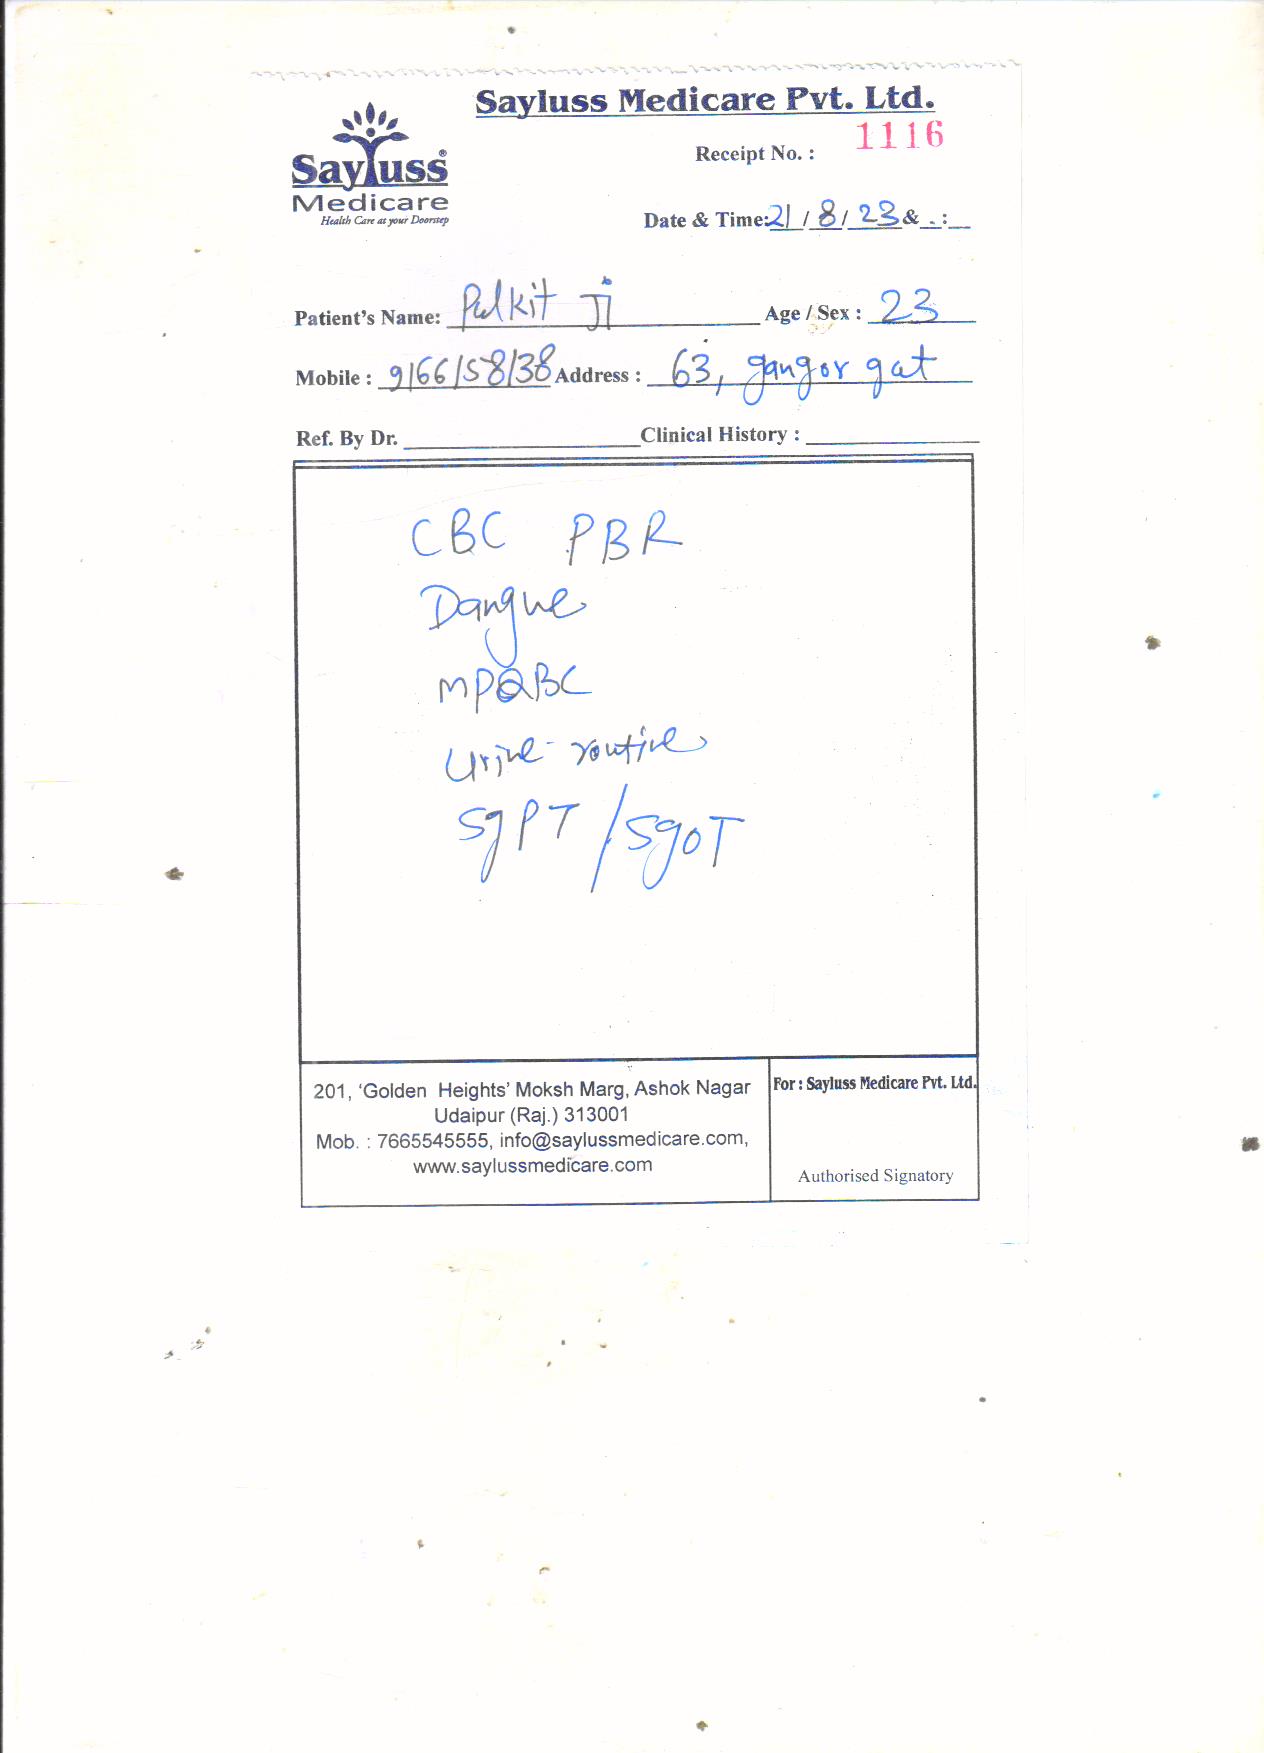 Sayluss Medicare Pvt. Ltd.
Sayluss®
Medicare
Health Care at your Doorstep
Receipt No. : 1116
Date & Time: 21 / 8 / 23 & . : 
Patient's Name: Pulkit Ji Age / Sex : 23
Mobile : 9166158138 Address : 63, gangor gat
Ref. By Dr. Clinical History :
CBC PBR
Dangue
MPQBC
Urine-routine
SgPT / SgoT
201, ‘Golden Heights’ Moksh Marg, Ashok Nagar
Udaipur (Raj.) 313001
Mob. : 7665545555, info@saylussmedicare.com,
www.saylussmedicare.com
For : Sayluss Medicare Pvt. Ltd.
Authorised Signatory